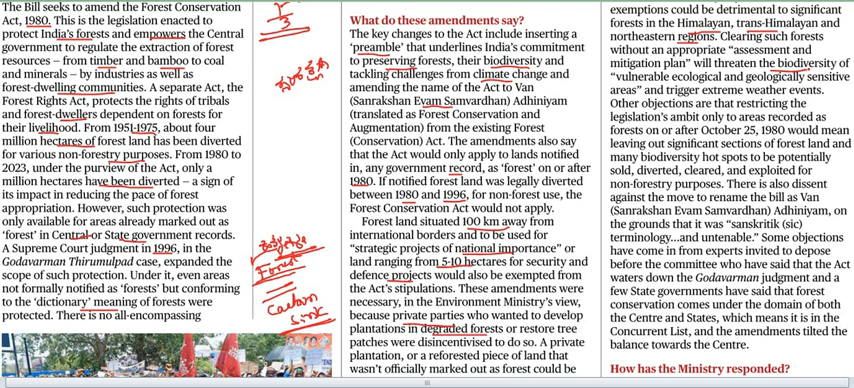 The Bill seeks to amend the Forest Conservation
Act, 1980. This is the legislation enacted to
protect India's forests and empowers the Central
government to regulate the extraction of forest
resources – from timber and bamboo to coal
and minerals – by industries as well as
forest-dwelling communities. A separate Act, the
Forest Rights Act, protects the rights of tribals
and forest-dwellers dependent on forests for
their livelihood. From 1951-1975, about four
million hectares of forest land has been diverted
for various non-forestry purposes. From 1980 to
2023, under the purview of the Act, only a
million hectares have been diverted – a sign of
its impact in reducing the pace of forest
appropriation. However, such protection was
only available for areas already marked out as
'forest' in Central or State government records.
A Supreme Court judgment in 1996, in the
Godavarman Thirumulpad case, expanded the
scope of such protection. Under it, even areas
not formally notified as 'forests' but conforming
to the 'dictionary' meaning of forests were
protected. There is no all-encompassing
1
3
Forest
Carbon
sink
What do these amendments say?
The key changes to the Act include inserting a
'preamble' that underlines India's commitment
to preserving forests, their biodiversity and
tackling challenges from climate change and
amending the name of the Act to Van
(Sanrakshan Evam Samvardhan) Adhiniyam
(translated as Forest Conservation and
Augmentation) from the existing Forest
(Conservation) Act. The amendments also say
that the Act would only apply to lands notified
in, any government record, as 'forest' on or after
1980. If notified forest land was legally diverted
between 1980 and 1996, for non-forest use, the
Forest Conservation Act would not apply.
Forest land situated 100 km away from
international borders and to be used for
"strategic projects of national importance" or
land ranging from 5-10 hectares for security and
defence projects would also be exempted from
the Act's stipulations. These amendments were
necessary, in the Environment Ministry's view,
because private parties who wanted to develop
plantations in degraded forests or restore tree
patches were disincentivised to do so. A private
plantation, or a reforested piece of land that
wasn't officially marked out as forest could be
exemptions could be detrimental to significant
forests in the Himalayan, trans-Himalayan and
northeastern regions. Clearing such forests
without an appropriate "assessment and
mitigation plan" will threaten the biodiversity of
"vulnerable ecological and geologically sensitive
areas" and trigger extreme weather events.
Other objections are that restricting the
legislation's ambit only to areas recorded as
forests on or after October 25, 1980 would mean
leaving out significant sections of forest land and
many biodiversity hot spots to be potentially
sold, diverted, cleared, and exploited for
non-forestry purposes. There is also dissent
against the move to rename the bill as Van
(Sanrakshan Evam Samvardhan) Adhiniyam, on
the grounds that it was "sanskritik (sic)
terminology...and untenable." Some objections
have come in from experts invited to depose
before the committee who have said that the Act
waters down the Godavarman judgment and a
few State governments have said that forest
conservation comes under the domain of both
the Centre and States, which means it is in the
Concurrent List, and the amendments tilted the
balance towards the Centre.
How has the Ministry responded?